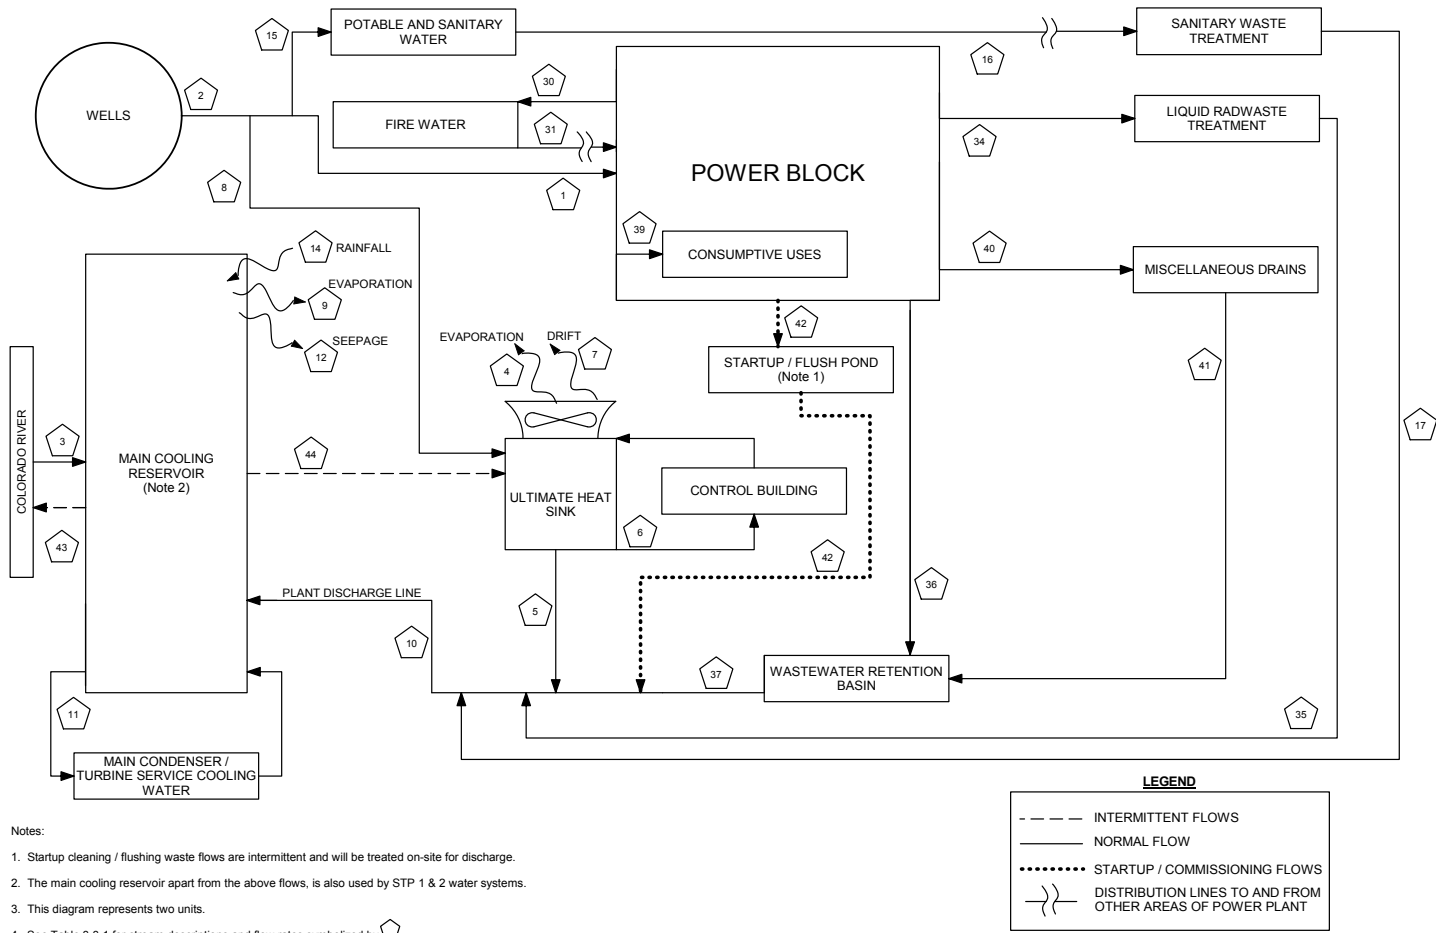 15
POTABLE AND SANITARY
WATER
16
SANITARY WASTE
TREATMENT
WELLS
2
30
FIRE WATER
31
POWER BLOCK
34
LIQUID RADWASTE
TREATMENT
8
1
39
CONSUMPTIVE USES
40
MISCELLANEOUS DRAINS
14
RAINFALL
EVAPORATION
9
SEEPAGE
12
EVAPORATION
4
DRIFT
7
42
STARTUP / FLUSH POND
(Note 1)
41
17
COLORADO RIVER
3
43
MAIN COOLING
RESERVOIR
(Note 2)
44
ULTIMATE HEAT
SINK
CONTROL BUILDING
6
42
PLANT DISCHARGE LINE
10
5
36
37
WASTEWATER RETENTION
BASIN
35
11
MAIN CONDENSER /
TURBINE SERVICE COOLING
WATER
LEGEND
INTERMITTENT FLOWS
NORMAL FLOW
STARTUP / COMMISSIONING FLOWS
DISTRIBUTION LINES TO AND FROM
OTHER AREAS OF POWER PLANT
Notes:
1. Startup cleaning / flushing waste flows are intermittent and will be treated on-site for discharge.
2. The main cooling reservoir apart from the above flows, is also used by STP 1 & 2 water systems.
3. This diagram represents two units.